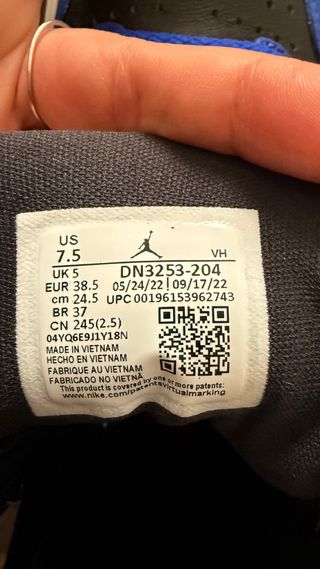 US
7.5
VH
UK 5
DN3253-204
EUR 38.5
05/24/22 | 09/17/22
cm 24.5
UPC 00196153962743
BR 37
CN 245(2.5)
04YQ6E9J1Y18N
MADE IN VIETNAM
HECHO EN VIETNAM
FABRIQUE AU VIETNAM
FABRICADO NO VIETNÃ
This product is covered by one or more patents:
www.nike.com/patentsvirtualmarking